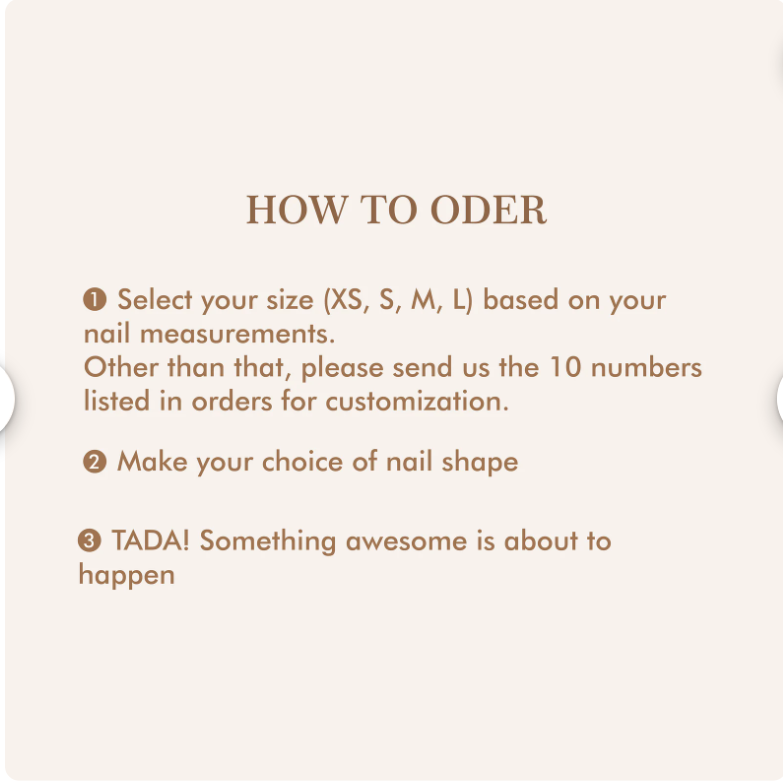 HOW TO ODER
❶ Select your size (XS, S, M, L) based on your
nail measurements.
Other than that, please send us the 10 numbers
listed in orders for customization.
❷ Make your choice of nail shape
❸ TADA! Something awesome is about to
happen